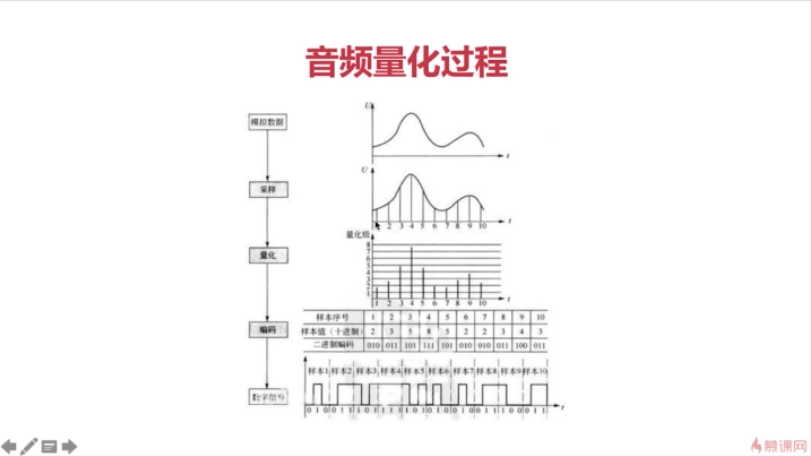 音频量化过程
模拟数据
U
t
采样
U
1 2 3 4 5 6 7 8 9 10
t
量化
量化级
8
7
6
5
4
3
2
1
1 2 3 4 5 6 7 8 9 10
t
编码
样本序号 1 2 3 4 5 6 7 8 9 10
样本值（十进制） 2 3 5 8 5 2 2 3 4 3
二进制编码 010 011 101 111 101 010 010 011 100 011
数字信号
样本1 样本2 样本3 样本4 样本5 样本6 样本7 样本8 样本9 样本10
0 1 0 0 1 1 1 0 1 1 1 1 1 0 1 0 1 0 0 1 0 0 1 1 1 0 0 0 1 1
t
慕课网